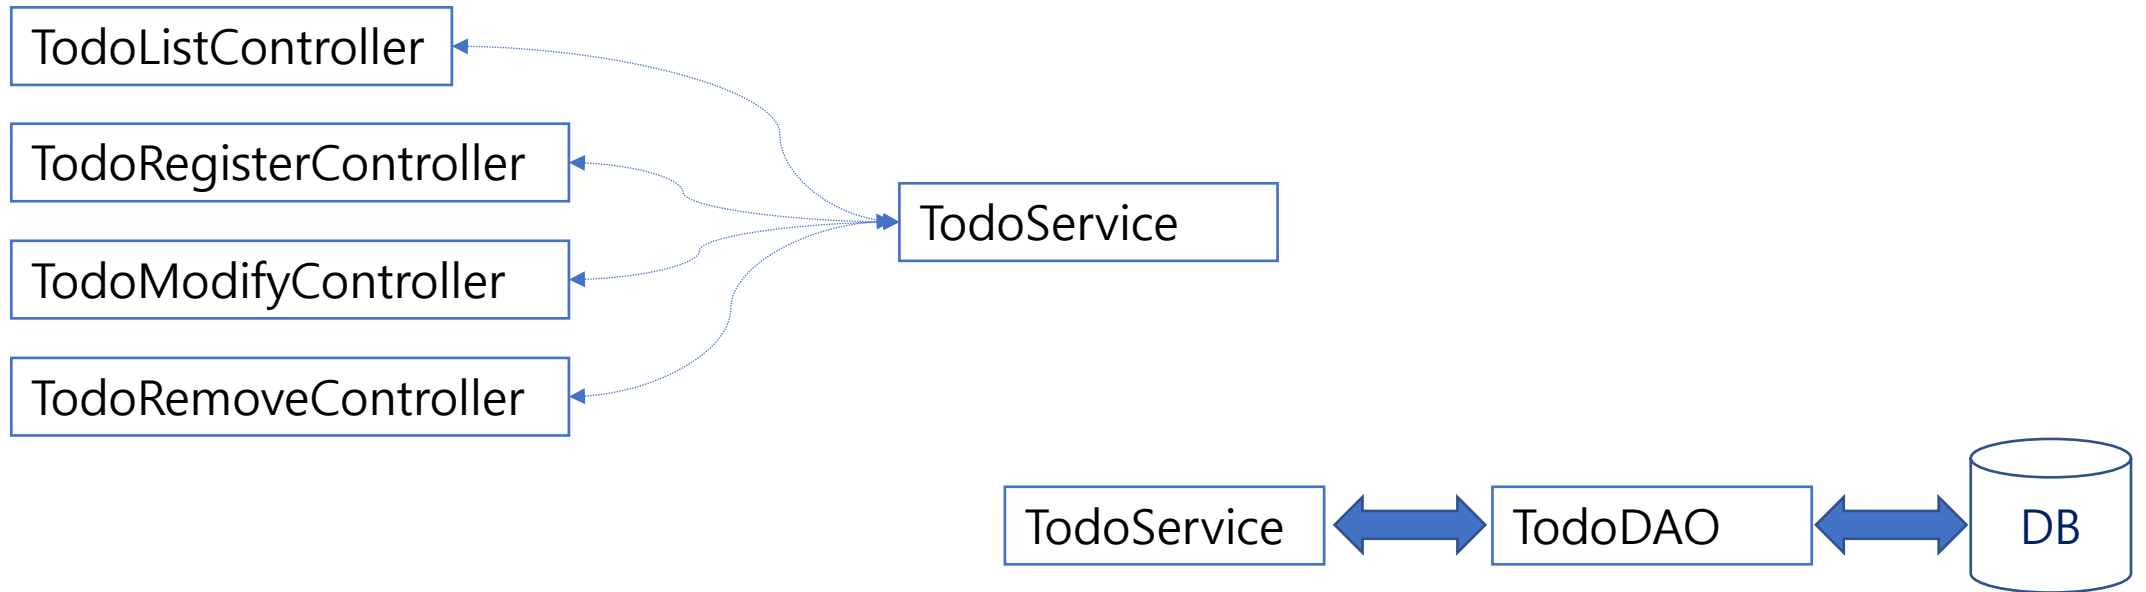 TodoListController
TodoRegisterController
TodoService
TodoModifyController
TodoRemoveController
TodoService
TodoDAO
DB